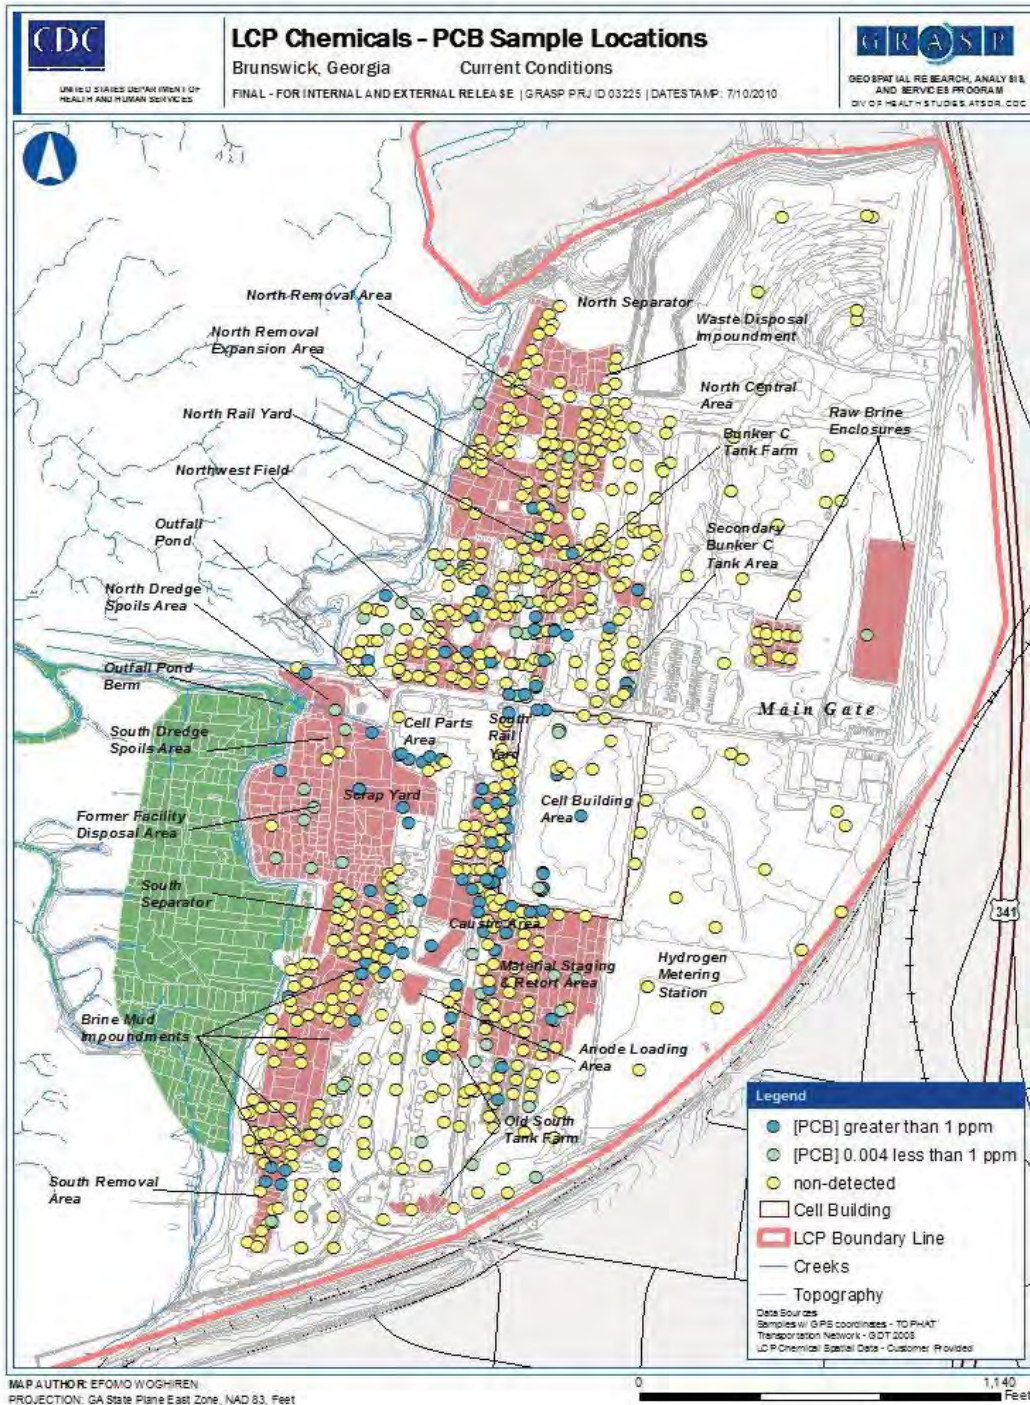 CDC
UNITED STATES DEPARTMENT OF
HEALTH AND HUMAN SERVICES
LCP Chemicals - PCB Sample Locations
Brunswick, Georgia Current Conditions
FINAL - FOR INTERNAL AND EXTERNAL RELEASE | GRASP PRJ ID 03225 | DATESTAMP: 7/10/2010
GRASP
GEOSPATIAL RESEARCH, ANALYSIS,
AND SERVICES PROGRAM
DIV OF HEALTH STUDIES, ATSDR, CDC
North Removal Area
North Separator
North Removal
Expansion Area
Waste Disposal
Impoundment
North Rail Yard
North Central
Area
Raw Brine
Enclosures
Bunker C
Tank Farm
Northwest Field
Outfall
Pond
Secondary
Bunker C
Tank Area
North Dredge
Spoils Area
Outfall Pond
Berm
Main Gate
Cell Parts
Area
South
Rail
Yard
South Dredge
Spoils Area
Scrap Yard
Cell Building
Area
Former Facility
Disposal Area
South
Separator
341
Caustic Area
Material Staging
& Retort Area
Hydrogen
Metering
Station
Brine Mud
Impoundments
Anode Loading
Area
Old South
Tank Farm
South Removal
Area
Legend
[PCB] greater than 1 ppm
[PCB] 0.004 less than 1 ppm
non-detected
Cell Building
LCP Boundary Line
Creeks
Topography
Data Sources
Samples w/ GPS coordinates - TOPHAT
Transportation Network - GDT 2003
LCP Chemical Spatial Data - Customer Provided
MAP AUTHOR: EFOMO WOGHIREN
PROJECTION: GA State Plane East Zone, NAD 83, Feet
0 1,140
Feet